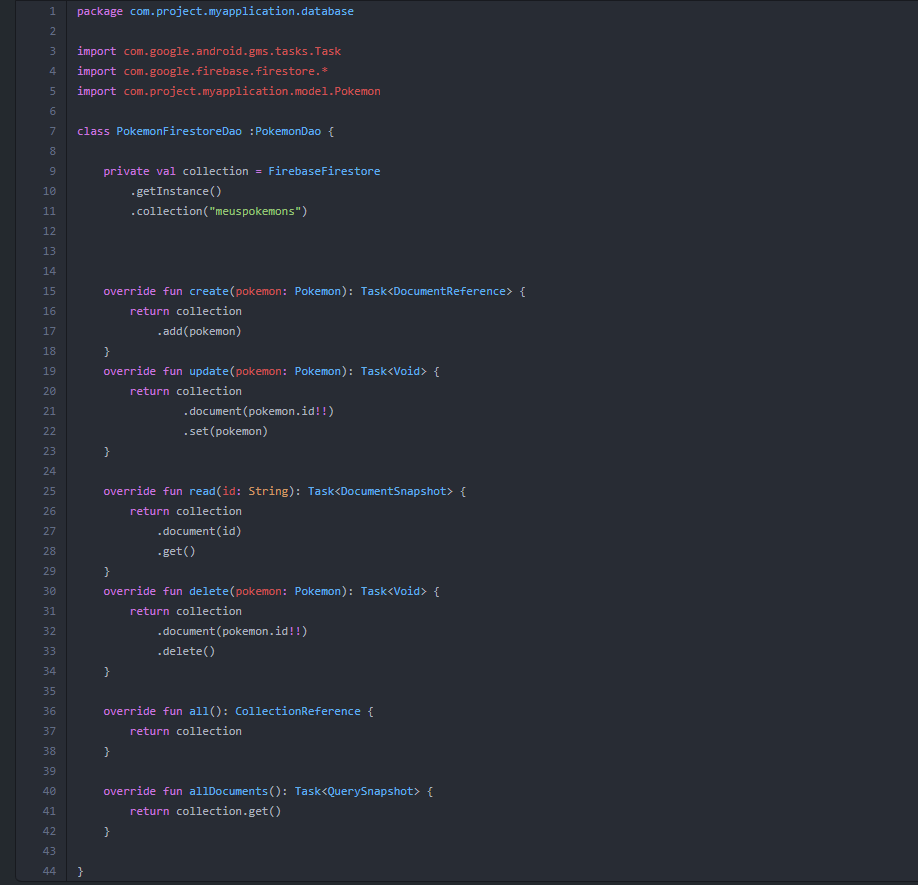 1 package com.project.myapplication.database
2
3 import com.google.android.gms.tasks.Task
4 import com.google.firebase.firestore.*
5 import com.project.myapplication.model.Pokemon
6
7 class PokemonFirestoreDao :PokemonDao {
8
9     private val collection = FirebaseFirestore
10         .getInstance()
11         .collection("meuspokemons")
12
13
14
15     override fun create(pokemon: Pokemon): Task<DocumentReference> {
16         return collection
17             .add(pokemon)
18     }
19     override fun update(pokemon: Pokemon): Task<Void> {
20         return collection
21                 .document(pokemon.id!!)
22                 .set(pokemon)
23     }
24
25     override fun read(id: String): Task<DocumentSnapshot> {
26         return collection
27             .document(id)
28             .get()
29     }
30     override fun delete(pokemon: Pokemon): Task<Void> {
31         return collection
32             .document(pokemon.id!!)
33             .delete()
34     }
35
36     override fun all(): CollectionReference {
37         return collection
38     }
39
40     override fun allDocuments(): Task<QuerySnapshot> {
41         return collection.get()
42     }
43
44 }